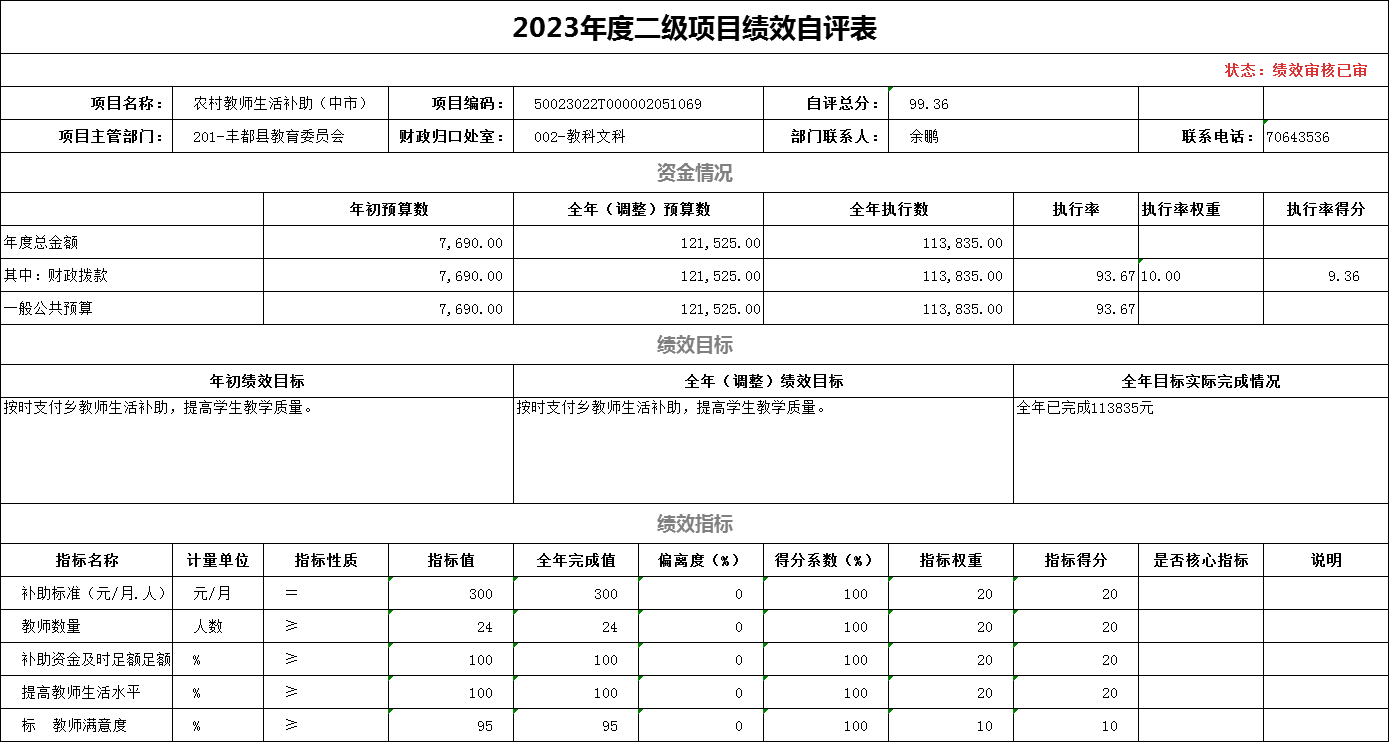 2023年度二级项目绩效自评表
状态：绩效审核已审
项目名称： 农村教师生活补助（中市） 项目编码： 50023022T000002051069 自评总分： 99.36
项目主管部门： 201-丰都县教育委员会 财政归口处室： 002-教科文科 部门联系人： 余鹏 联系电话： 70643536
资金情况
年初预算数 全年（调整）预算数 全年执行数 执行率 执行率权重 执行率得分
年度总金额 7,690.00 121,525.00 113,835.00
其中：财政拨款 7,690.00 121,525.00 113,835.00 93.67 10.00 9.36
一般公共预算 7,690.00 121,525.00 113,835.00 93.67
绩效目标
年初绩效目标 全年（调整）绩效目标 全年目标实际完成情况
按时支付乡教师生活补助，提高学生教学质量。 按时支付乡教师生活补助，提高学生教学质量。 全年已完成113835元
绩效指标
指标名称 计量单位 指标性质 指标值 全年完成值 偏离度（%） 得分系数（%） 指标权重 指标得分 是否核心指标 说明
补助标准（元/月.人） 元/月 ＝ 300 300 0 100 20 20
教师数量 人数 ≥ 24 24 0 100 20 20
补助资金及时足额足额 % ≥ 100 100 0 100 20 20
提高教师生活水平 % ≥ 100 100 0 100 20 20
标 教师满意度 % ≥ 95 95 0 100 10 10